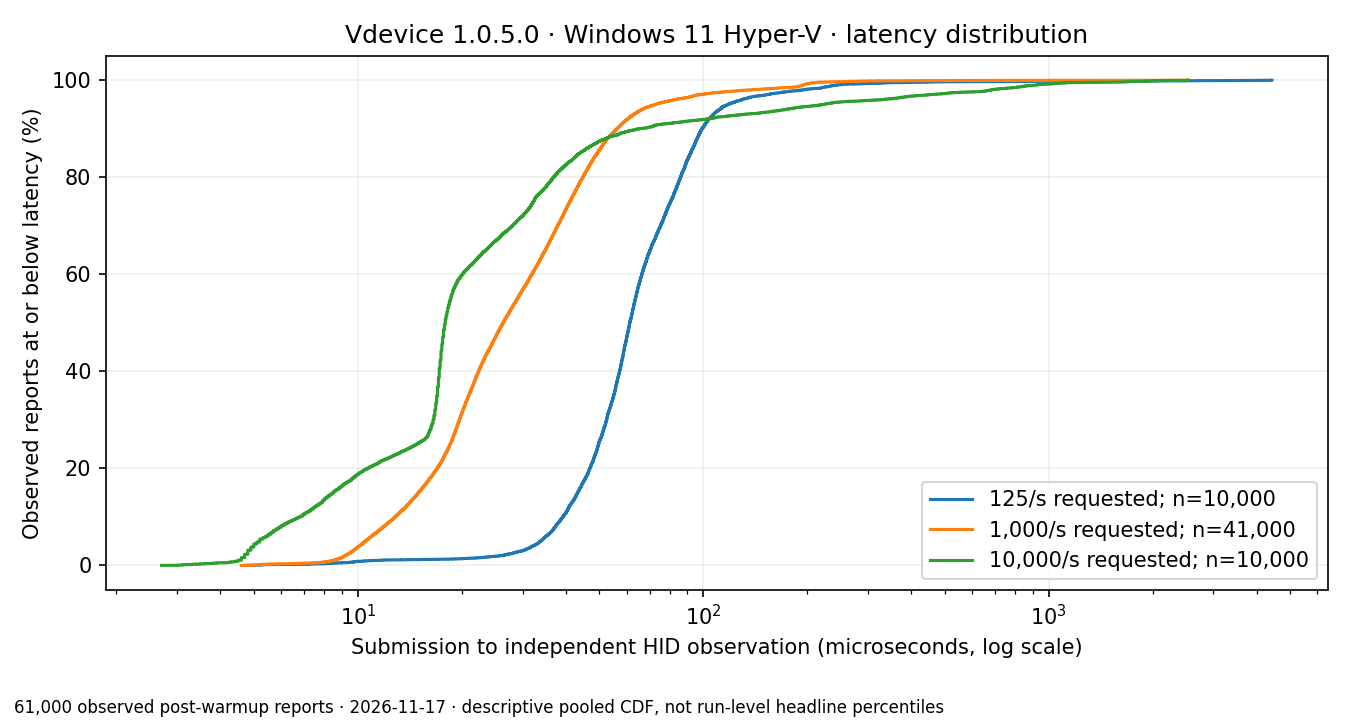 Vdevice 1.0.5.0 · Windows 11 Hyper-V · latency distribution
Observed reports at or below latency (%)
100
80
60
40
20
0
125/s requested; n=10,000
1,000/s requested; n=41,000
10,000/s requested; n=10,000
10¹ 10² 10³
Submission to independent HID observation (microseconds, log scale)
61,000 observed post-warmup reports · 2026-11-17 · descriptive pooled CDF, not run-level headline percentiles